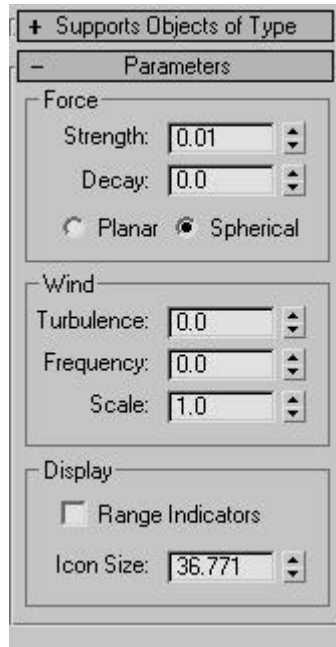 + Supports Objects of Type
- Parameters
Force
Strength: 0.01
Decay: 0.0
Planar Spherical
Wind
Turbulence: 0.0
Frequency: 0.0
Scale: 1.0
Display
Range Indicators
Icon Size: 36.771